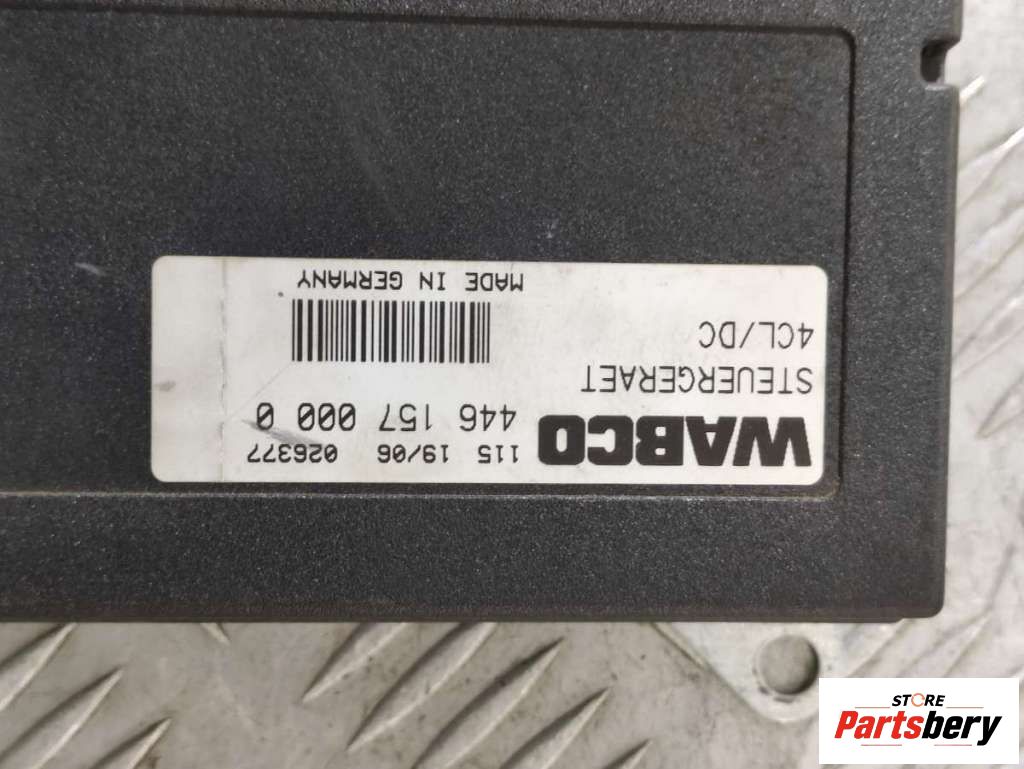 WABCO
115 19/06 026377
446 157 000 0
STEUERGERAET
4CL/DC
MADE IN GERMANY
STORE
Partsbery